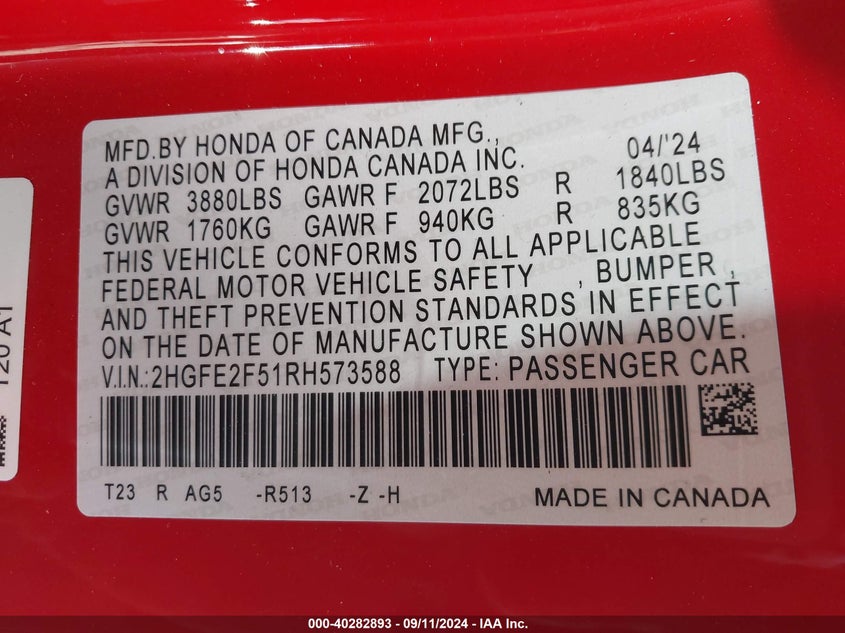 MFD.BY HONDA OF CANADA MFG.,
A DIVISION OF HONDA CANADA INC. 04/'24
GVWR 3880LBS GAWR F 2072LBS R 1840LBS
GVWR 1760KG GAWR F 940KG R 835KG
THIS VEHICLE CONFORMS TO ALL APPLICABLE
FEDERAL MOTOR VEHICLE SAFETY , BUMPER ,
AND THEFT PREVENTION STANDARDS IN EFFECT
ON THE DATE OF MANUFACTURE SHOWN ABOVE.
V.I.N.:2HGFE2F51RH573588 TYPE: PASSENGER CAR
T23 R AG5 -R513 -Z -H MADE IN CANADA
000-40282893 - 09/11/2024 - IAA Inc.